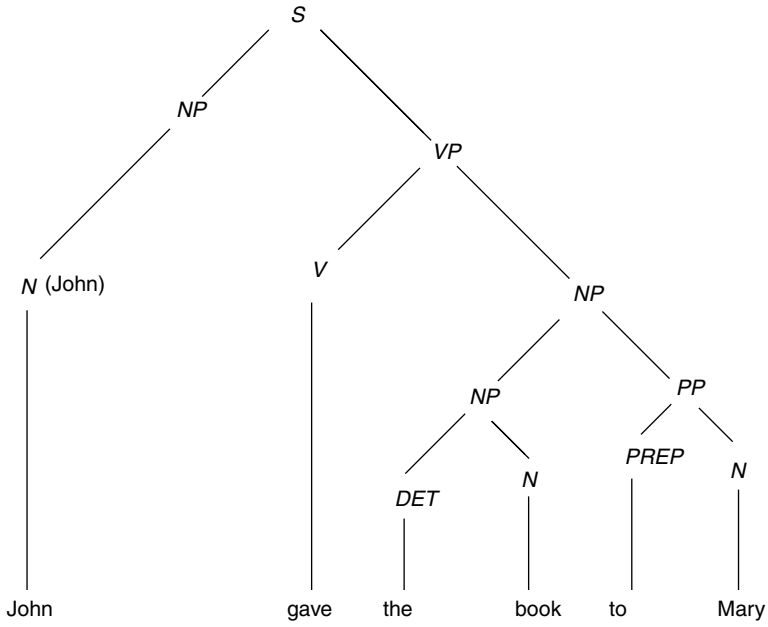 S
NP
VP
N (John)
V
NP
NP
PP
DET
N
PREP
N
John gave the book to Mary